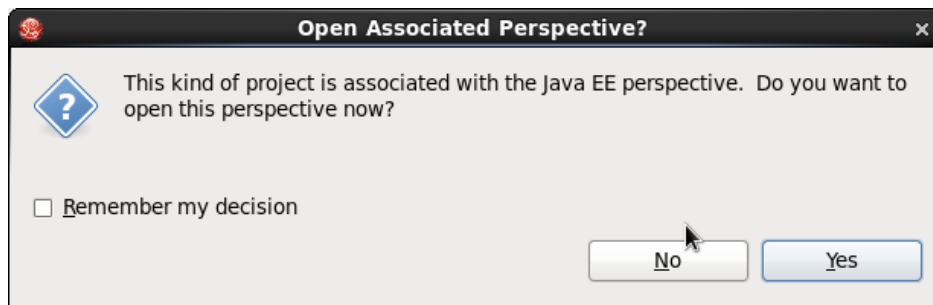 Open Associated Perspective?
This kind of project is associated with the Java EE perspective.  Do you want to
open this perspective now?
Remember my decision
No
Yes